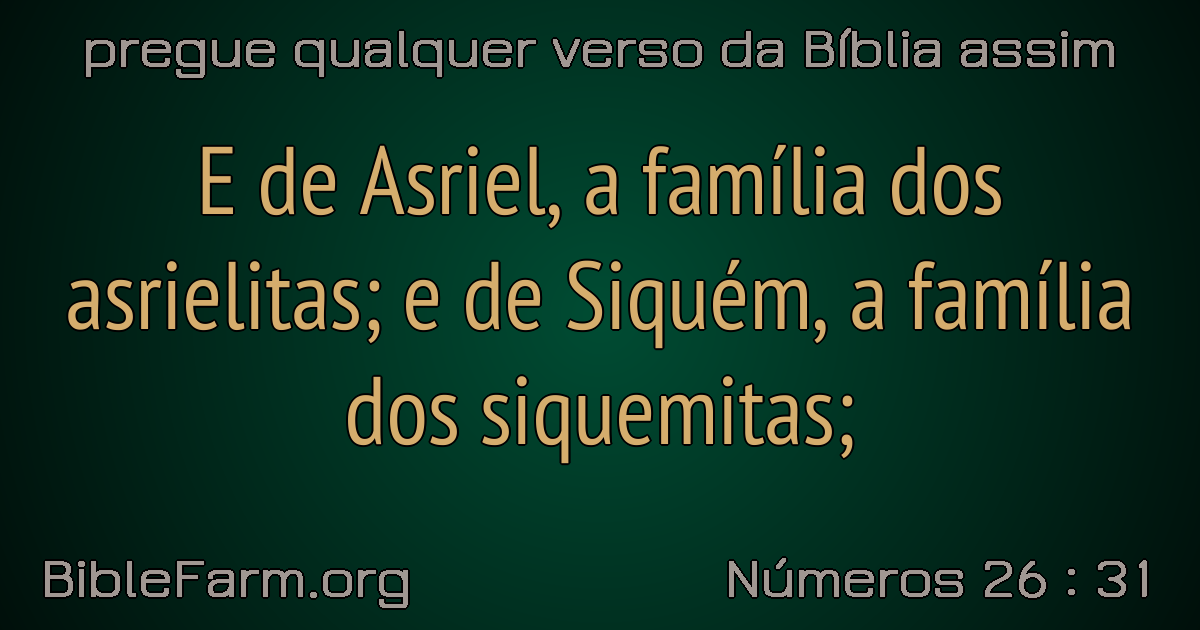 pregue qualquer verso da Bíblia assim
E de Asriel, a família dos
asrielitas; e de Siquém, a família
dos siquemitas;
BibleFarm.org
Números 26 : 31